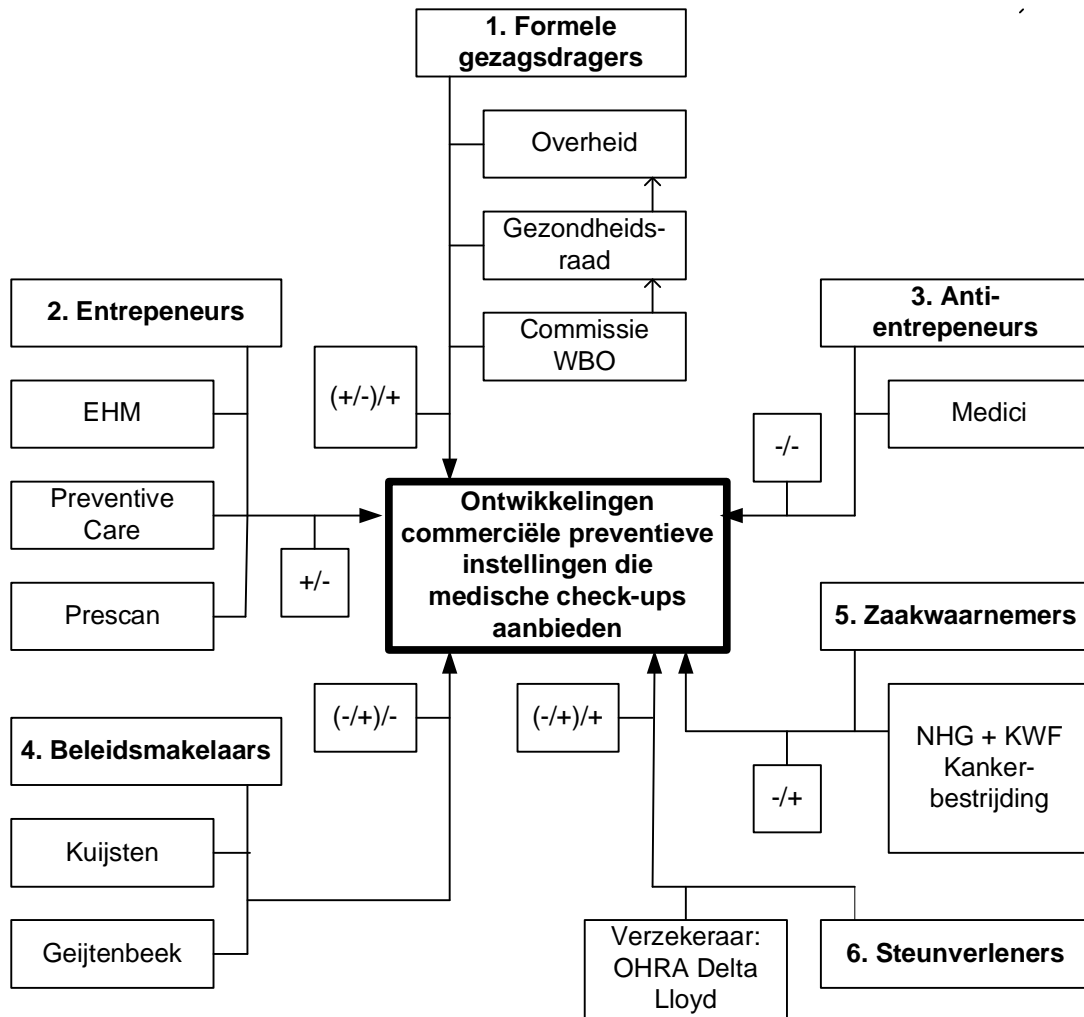 1. Formele
gezagsdragers
Overheid
Gezondheids-
raad
Commissie
WBO
(+/-)/+
2. Entrepeneurs
EHM
Preventive
Care
Prescan
+/-
3. Anti-
entrepeneurs
Medici
-/-
Ontwikkelingen
commerciële preventieve
instellingen die
medische check-ups
aanbieden
4. Beleidsmakelaars
Kuijsten
Geijtenbeek
(-/+)/-
(-/+)/+
5. Zaakwaarnemers
NHG + KWF
Kanker-
bestrijding
-/+
Verzekeraar:
OHRA Delta
Lloyd
6. Steunverleners